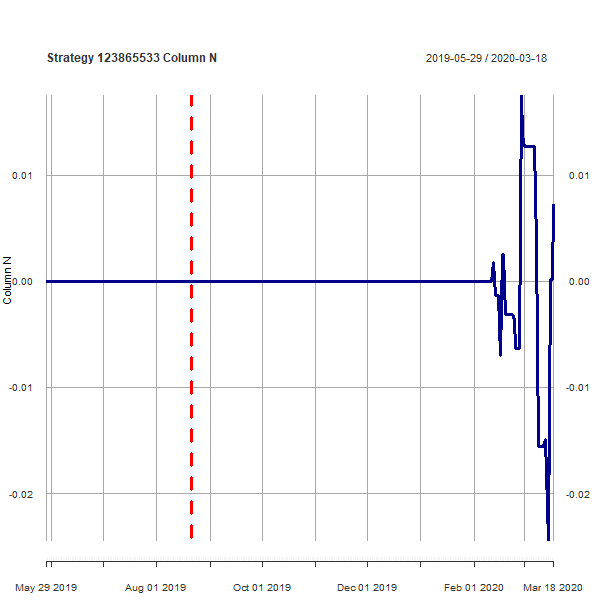 Strategy 123865533 Column N
2019-05-29 / 2020-03-18
0.01
0.01
Column N
0.00
0.00
-0.01
-0.01
-0.02
-0.02
May 29 2019
Aug 01 2019
Oct 01 2019
Dec 01 2019
Feb 01 2020
Mar 18 2020